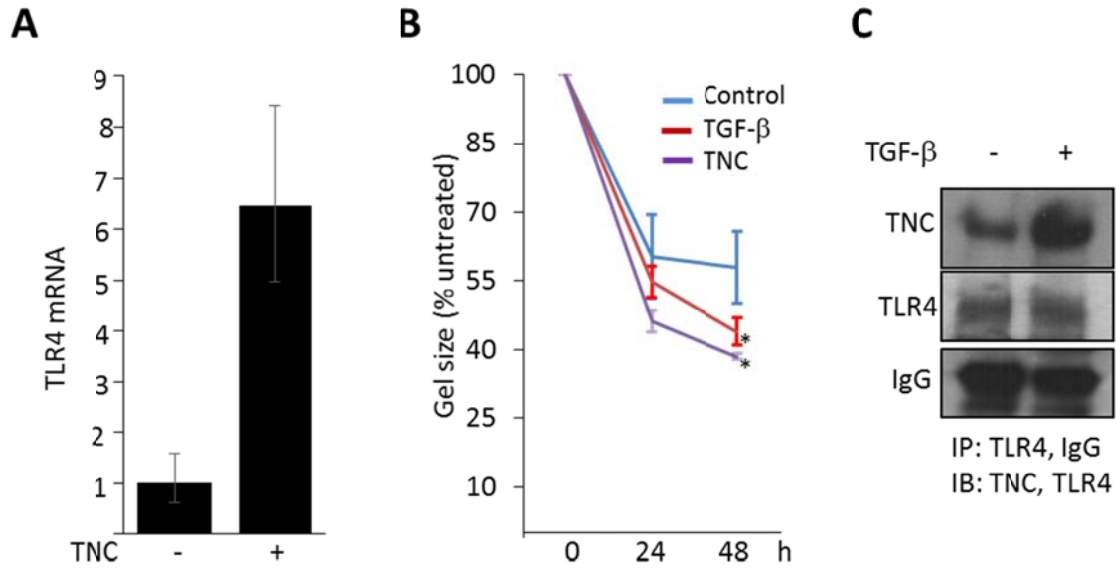 A
TLR4 mRNA
9
8
7
6
5
4
3
2
1
TNC - +
B
Gel size (% untreated)
100
85
70
55
40
25
10
Control
TGF-β
TNC
*
*
0 24 48 h
C
TGF-β - +
TNC
TLR4
IgG
IP: TLR4, IgG
IB: TNC, TLR4